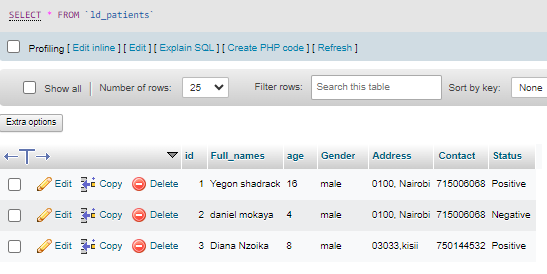 SELECT * FROM `ld_patients`
Profiling [ Edit inline ] [ Edit ] [ Explain SQL ] [ Create PHP code ] [ Refresh ]
Show all Number of rows: 25 Filter rows: Search this table Sort by key: None
Extra options
id Full_names age Gender Address Contact Status
Edit Copy Delete 1 Yegon shadrack 16 male 0100, Nairobi 715006068 Positive
Edit Copy Delete 2 daniel mokaya 4 male 0100, Nairobi 715006068 Negative
Edit Copy Delete 3 Diana Nzoika 8 male 03033,kisii 750144532 Positive